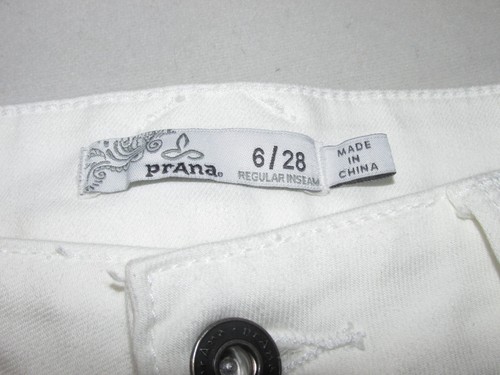 prAna®
6/28
REGULAR INSEAM
MADE IN
CHINA